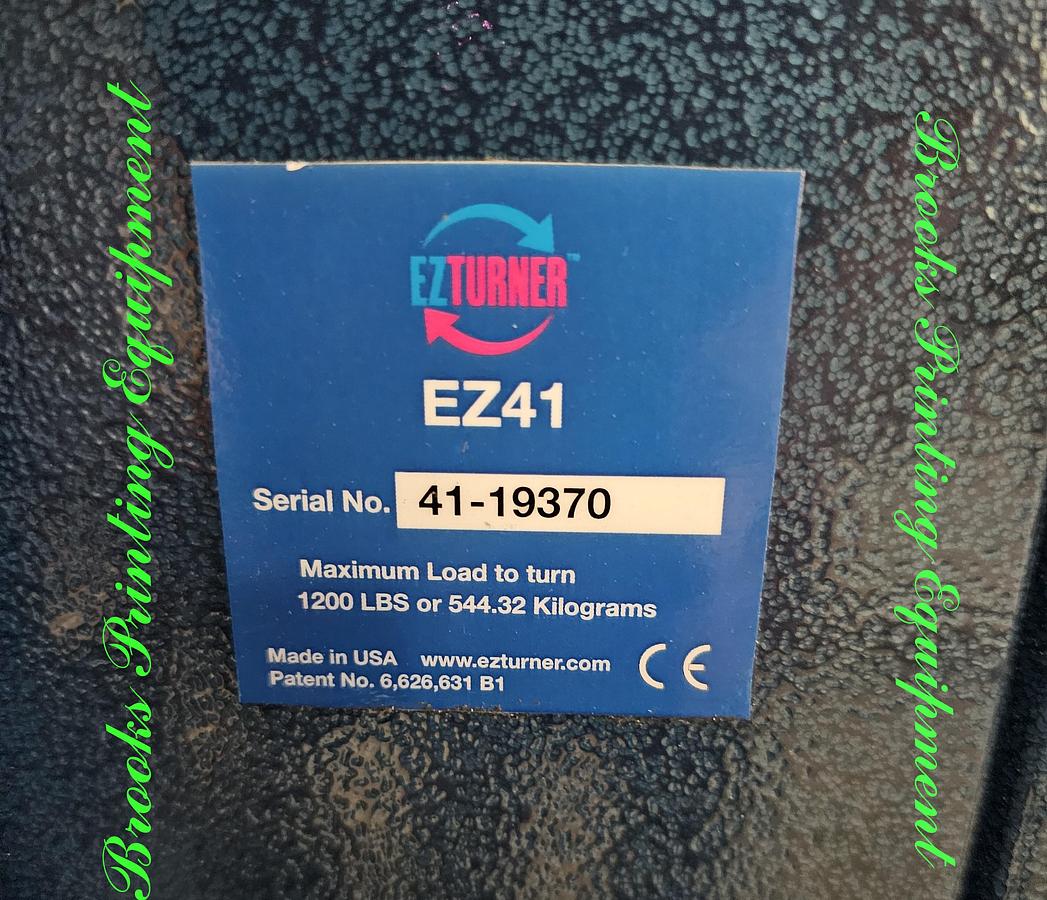 Brooks Printing Equipment
EZTURNER™
EZ41
Serial No. 41-19370
Maximum Load to turn
1200 LBS or 544.32 Kilograms
Made in USA www.ezturner.com
Patent No. 6,626,631 B1
CE
Brooks Printing Equipment